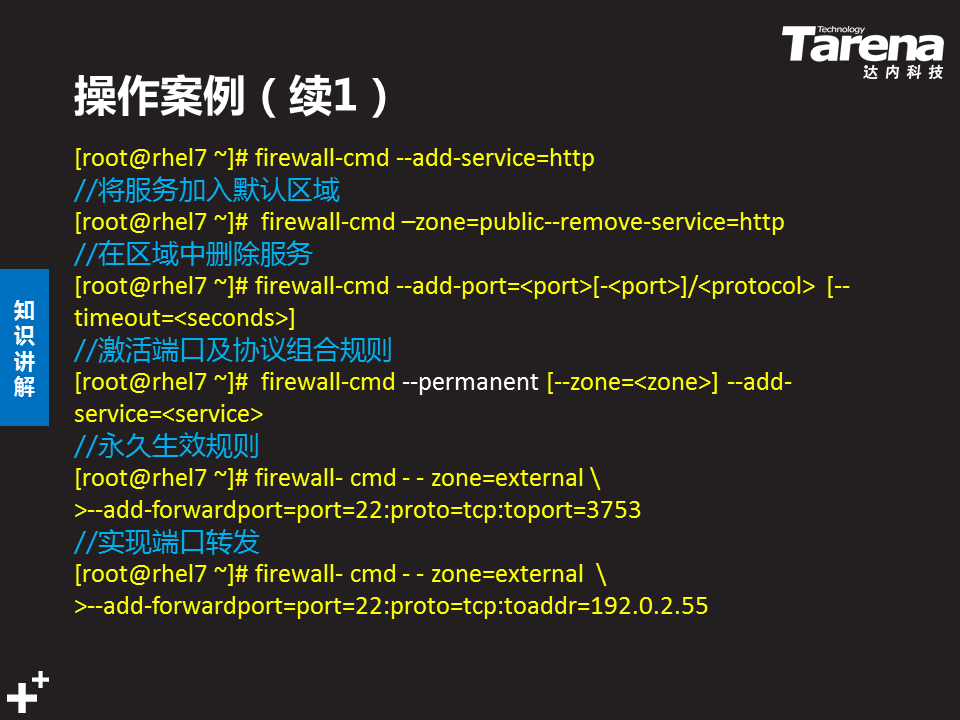 Technology
Tarena
达内科技
操作案例（续1）
[root@rhel7 ~]# firewall-cmd --add-service=http
//将服务加入默认区域
[root@rhel7 ~]#  firewall-cmd –zone=public--remove-service=http
//在区域中删除服务
[root@rhel7 ~]# firewall-cmd --add-port=<port>[-<port>]/<protocol> [--
timeout=<seconds>]
//激活端口及协议组合规则
[root@rhel7 ~]#  firewall-cmd --permanent [--zone=<zone>] --add-
service=<service>
//永久生效规则
[root@rhel7 ~]# firewall- cmd - - zone=external \
>--add-forwardport=port=22:proto=tcp:toport=3753
//实现端口转发
[root@rhel7 ~]# firewall- cmd - - zone=external  \
>--add-forwardport=port=22:proto=tcp:toaddr=192.0.2.55
知识讲解